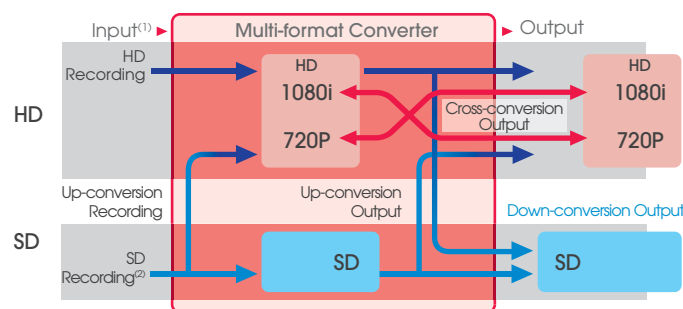 Input(1)
Multi-format Converter
Output
HD
Recording
HD
1080i
720P
HD
1080i
720P
Cross-conversion
Output
HD
Up-conversion
Recording
Up-conversion
Output
Down-conversion Output
SD
SD
Recording(2)
SD
SD